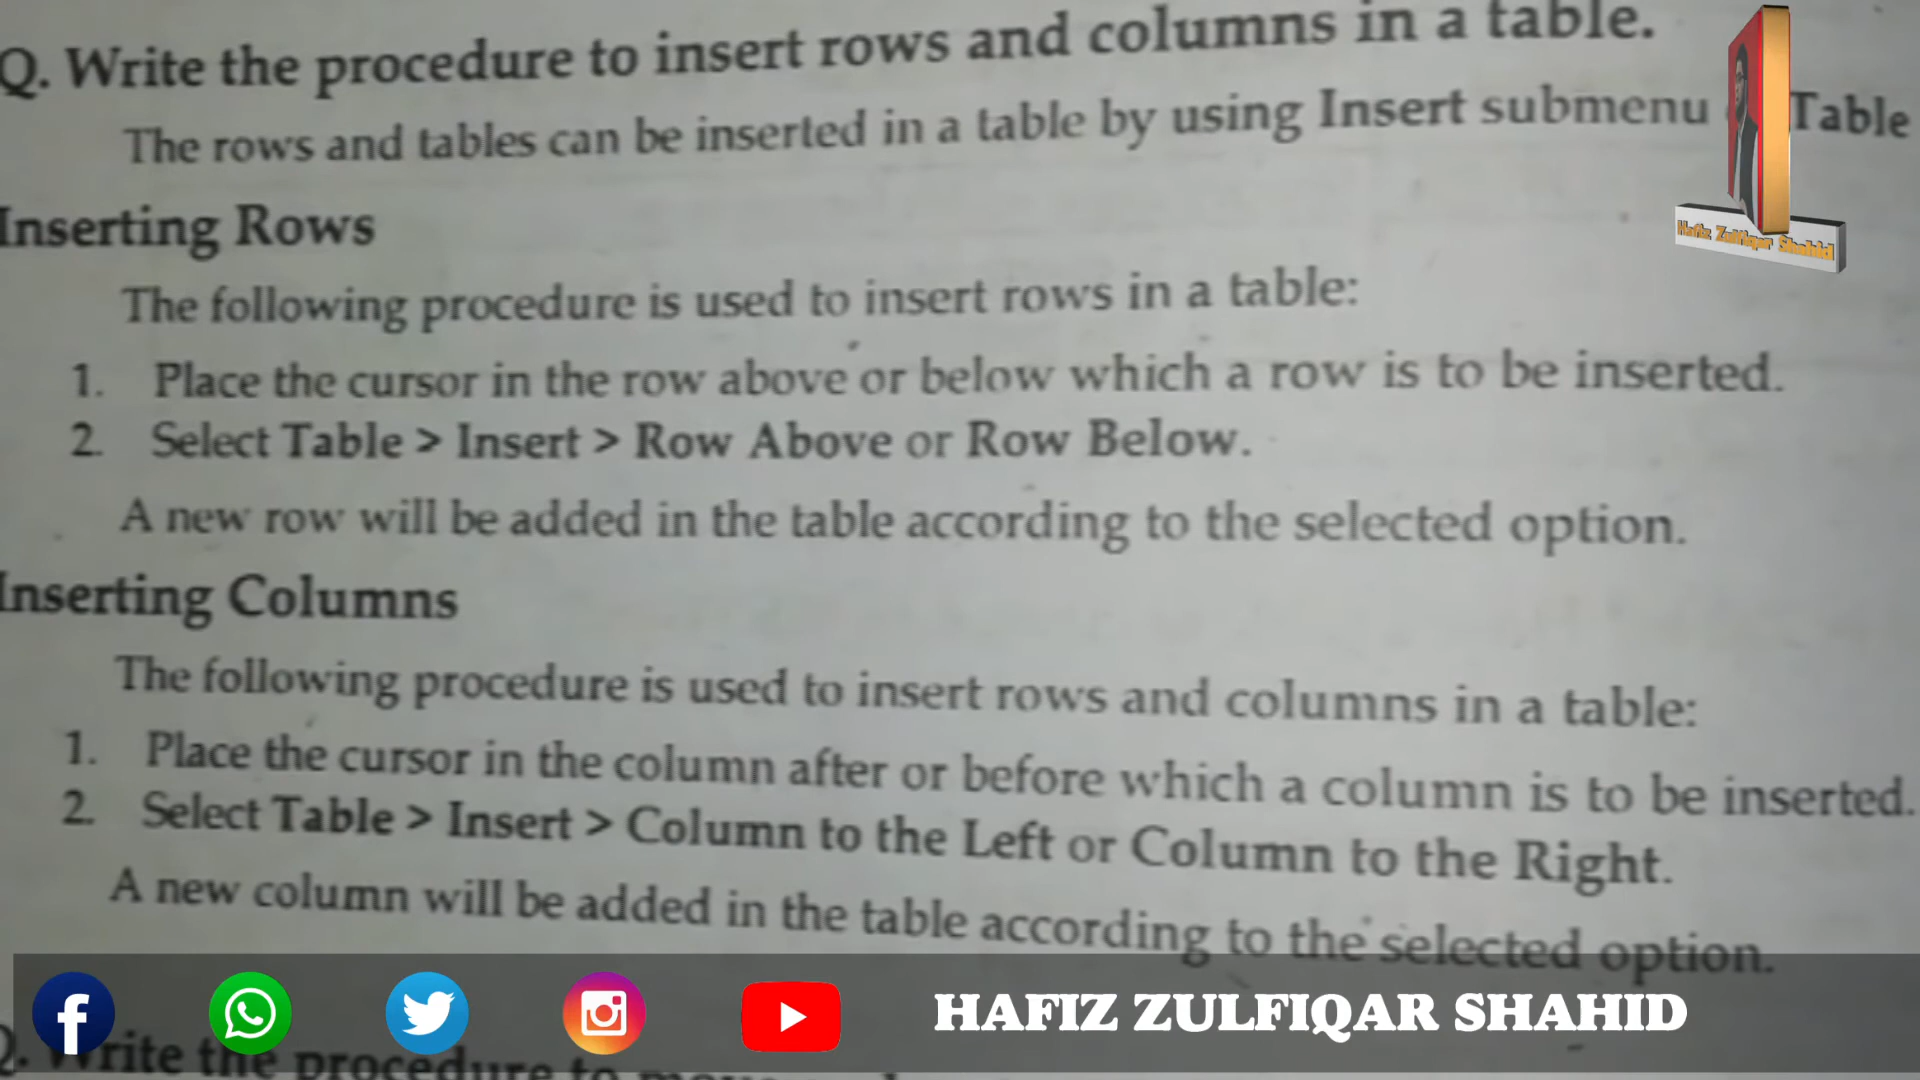 Q. Write the procedure to insert rows and columns in a table.
The rows and tables can be inserted in a table by using Insert submenu Table
Hafiz Zulfiqar Shahid
Inserting Rows
The following procedure is used to insert rows in a table:
1. Place the cursor in the row above or below which a row is to be inserted.
2. Select Table > Insert > Row Above or Row Below.
A new row will be added in the table according to the selected option.
Inserting Columns
The following procedure is used to insert rows and columns in a table:
1. Place the cursor in the column after or before which a column is to be inserted.
2. Select Table > Insert > Column to the Left or Column to the Right.
A new column will be added in the table according to the selected option.
HAFIZ ZULFIQAR SHAHID
Q. Write the procedure to